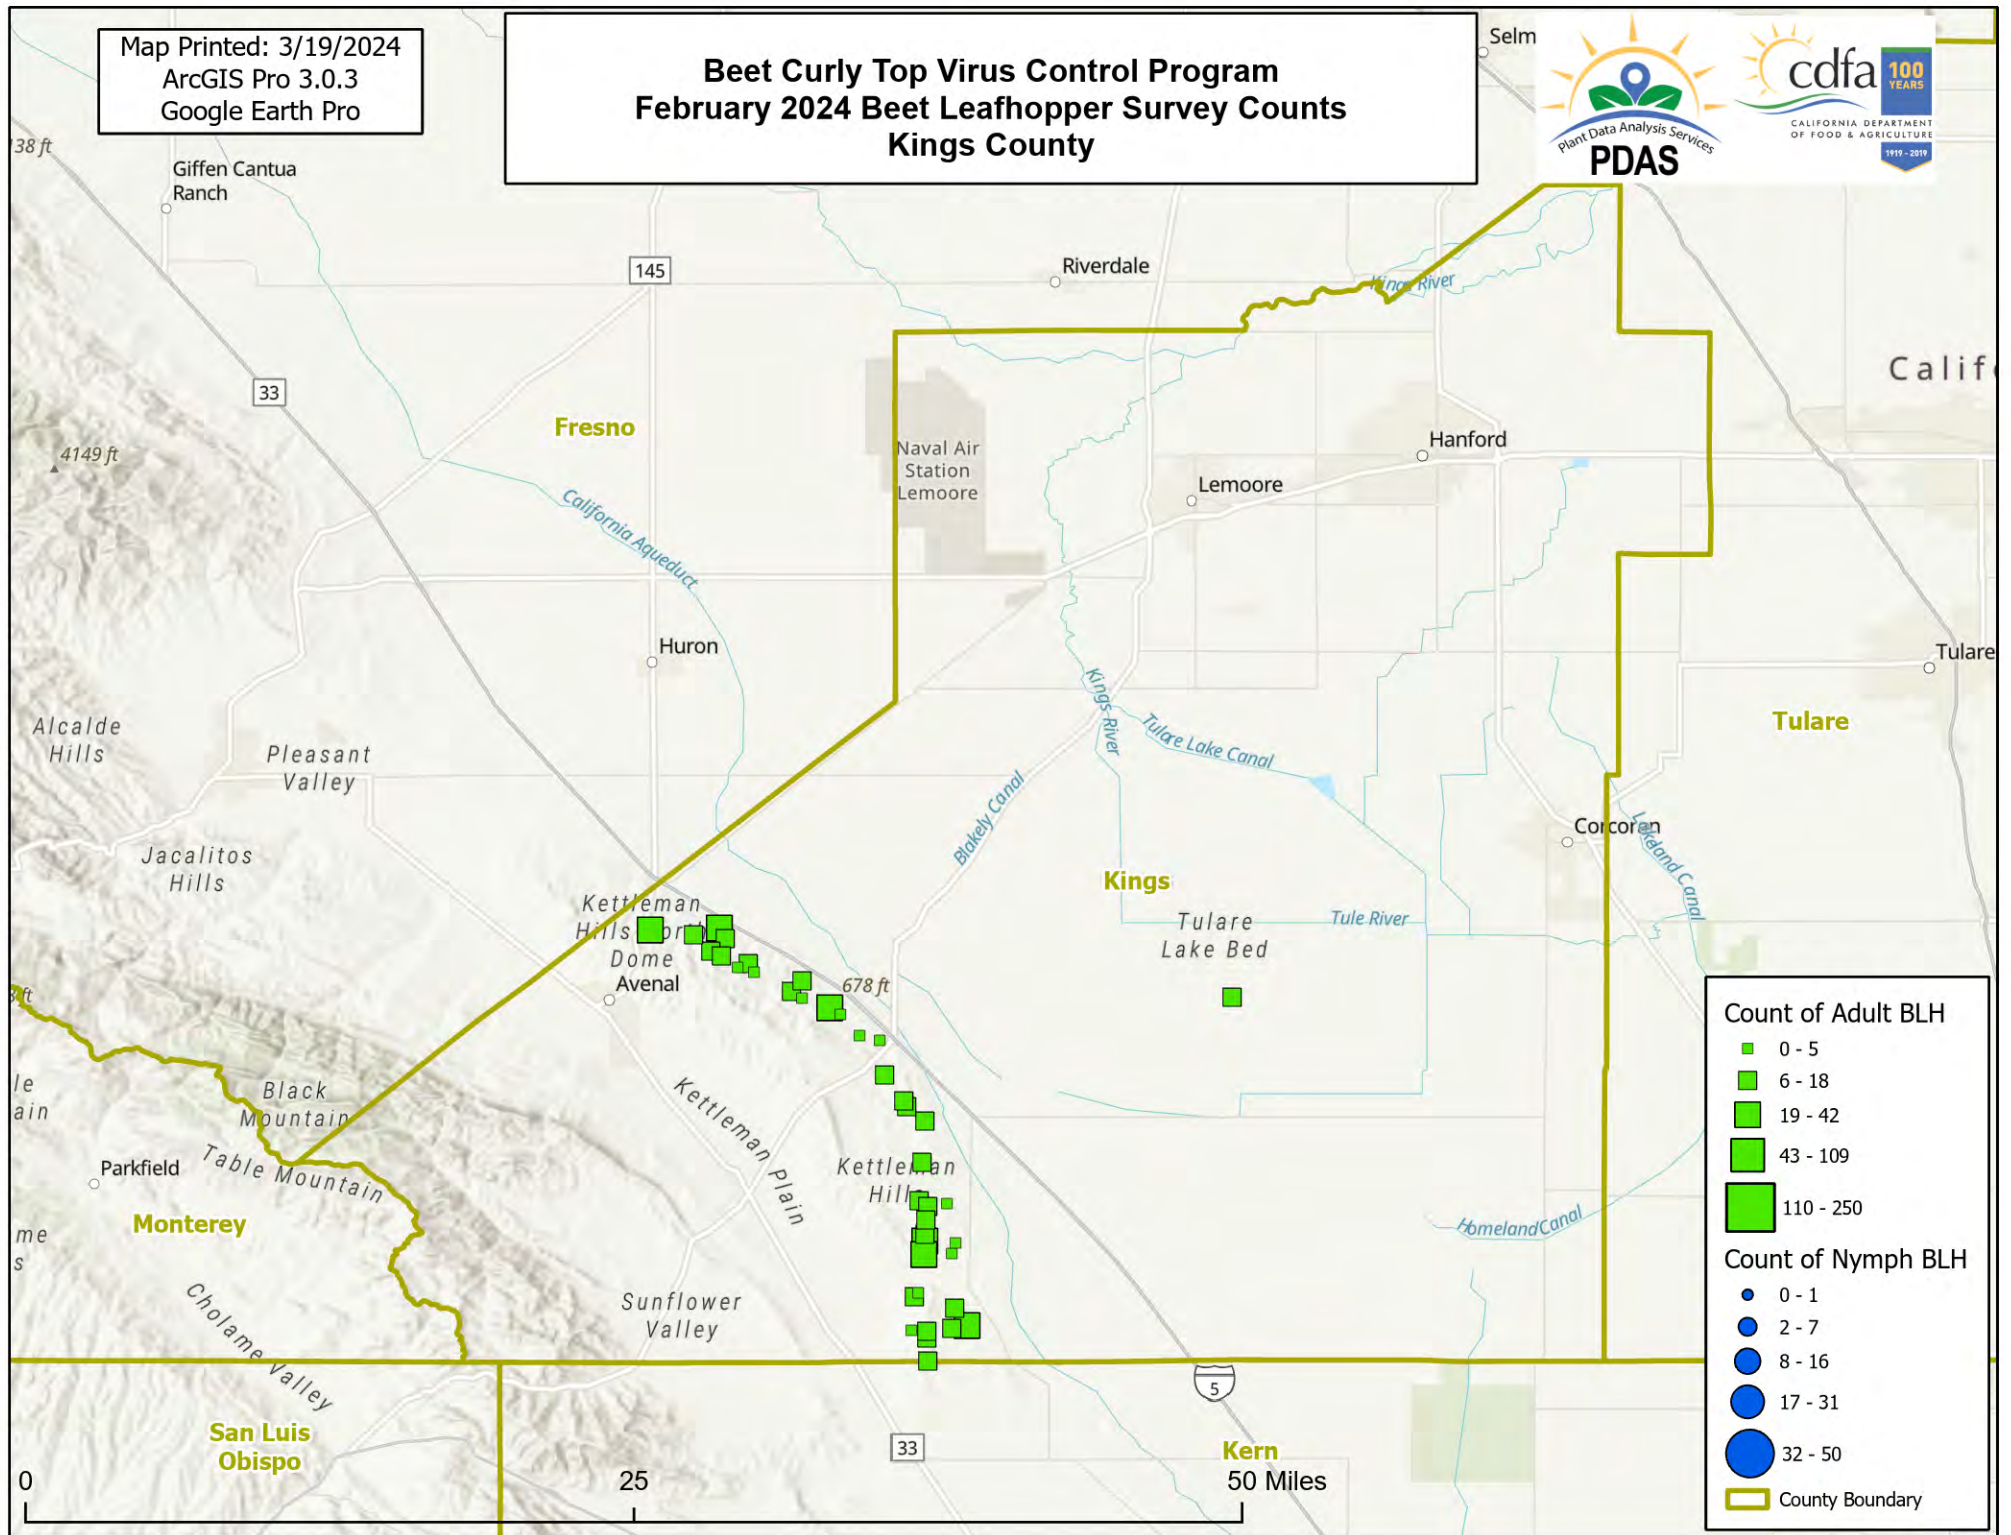 Map Printed: 3/19/2024
ArcGIS Pro 3.0.3
Google Earth Pro
Beet Curly Top Virus Control Program
February 2024 Beet Leafhopper Survey Counts
Kings County
Selm
Plant Data Analysis Services
PDAS
cdfa
100
YEARS
CALIFORNIA DEPARTMENT
OF FOOD & AGRICULTURE
1919 - 2019
138 ft
Giffen Cantua
Ranch
145
Riverdale
Kings River
33
Calif
Fresno
4149 ft
Naval Air
Station
Lemoore
Hanford
Lemoore
California Aqueduct
Huron
Tulare
Kings River
Tulare Lake Canal
Tulare
Alcalde
Hills
Pleasant
Valley
Blakely Canal
Corcoran
Lakeland Canal
Jacalitos
Hills
Kings
Kettleman
Hills North
Dome
Tulare
Lake Bed
Tule River
Avenal
678 ft
ft
Black
Mountain
Kettleman Plain
le
ain
Parkfield
Table Mountain
Kettleman
Hills
Monterey
Homeland Canal
me
s
Cholame Valley
Sunflower
Valley
5
San Luis
Obispo
33
Kern
0
25
50 Miles
Count of Adult BLH
0 - 5
6 - 18
19 - 42
43 - 109
110 - 250
Count of Nymph BLH
0 - 1
2 - 7
8 - 16
17 - 31
32 - 50
County Boundary